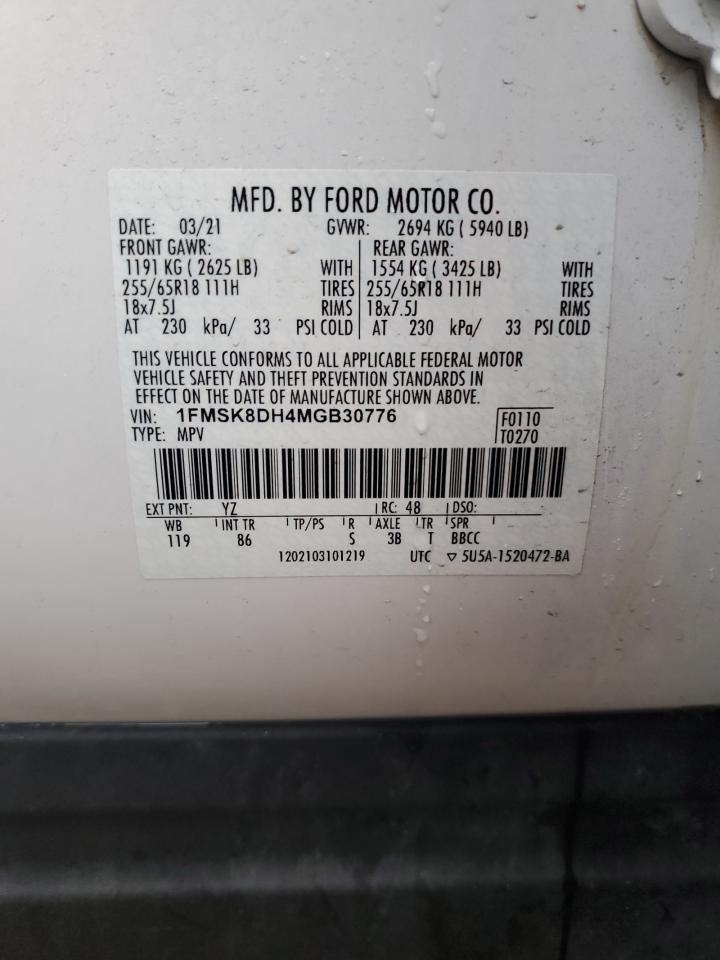 MFD. BY FORD MOTOR CO.
DATE: 03/21 GVWR: 2694 KG ( 5940 LB)
FRONT GAWR: REAR GAWR:
1191 KG ( 2625 LB) WITH 1554 KG ( 3425 LB) WITH
255/65R18 111H TIRES 255/65R18 111H TIRES
18x7.5J RIMS 18x7.5J RIMS
AT 230 kPa/ 33 PSI COLD AT 230 kPa/ 33 PSI COLD
THIS VEHICLE CONFORMS TO ALL APPLICABLE FEDERAL MOTOR
VEHICLE SAFETY AND THEFT PREVENTION STANDARDS IN
EFFECT ON THE DATE OF MANUFACTURE SHOWN ABOVE.
VIN: 1FMSK8DH4MGB30776 F0110
TYPE: MPV T0270
EXT PNT: YZ RC: 48 DSO:
WB INT TR TP/PS R AXLE TR SPR
119 86 S 3B T BBCC
1202103101219 UTC ▽ 5U5A-1520472-BA